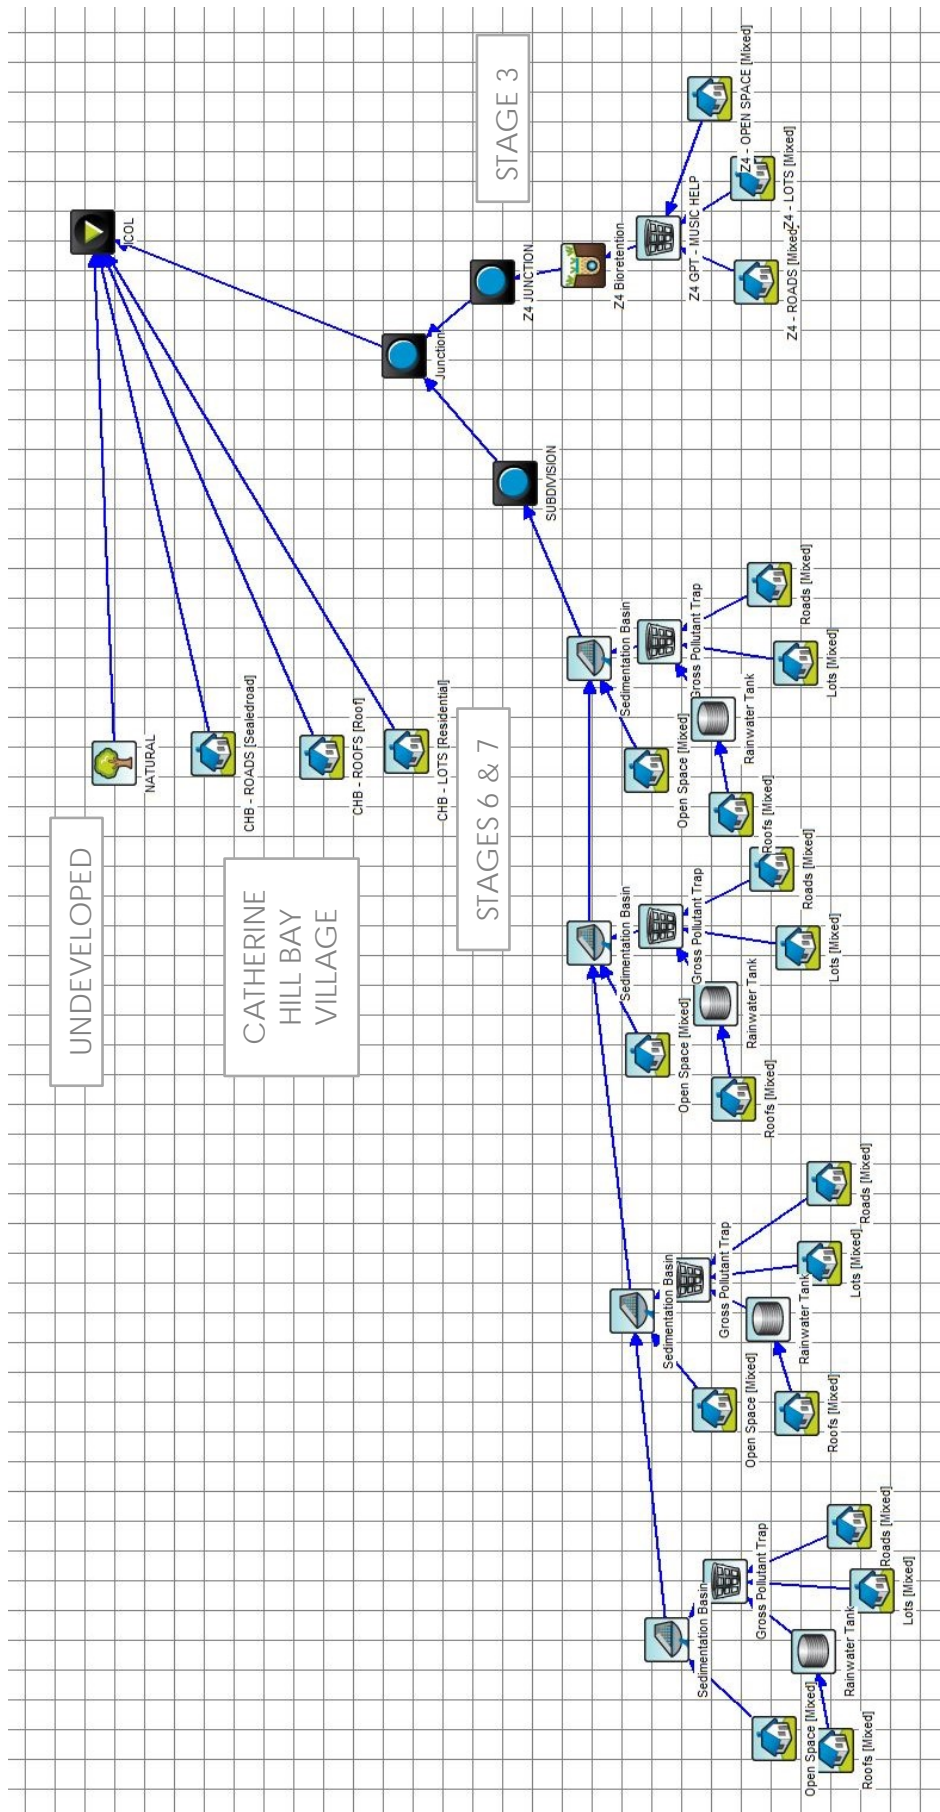 UNDEVELOPED
ICOL
NATURAL
CATHERINE
HILL BAY
VILLAGE
CHB - ROADS [Sealedroad]
CHB - ROOFS [Roof]
CHB - LOTS [Residential]
STAGES 6 & 7
STAGE 3
Junction
Z4 JUNCTION
SUBDIVISION
Z4 Bioretention
Z4 GPT - MUSIC HELP
Z4 - OPEN SPACE [Mixed]
Z4 - LOTS [Mixed]
Z4 - ROADS [Mixed]
Sedimentation Basin
Gross Pollutant Trap
Open Space [Mixed]
Rainwater Tank
Roofs [Mixed]
Roads [Mixed]
Lots [Mixed]
Sedimentation Basin
Gross Pollutant Trap
Open Space [Mixed]
Rainwater Tank
Roofs [Mixed]
Roads [Mixed]
Lots [Mixed]
Sedimentation Basin
Gross Pollutant Trap
Open Space [Mixed]
Rainwater Tank
Roofs [Mixed]
Roads [Mixed]
Lots [Mixed]
Sedimentation Basin
Gross Pollutant Trap
Open Space [Mixed]
Rainwater Tank
Roofs [Mixed]
Roads [Mixed]
Lots [Mixed]